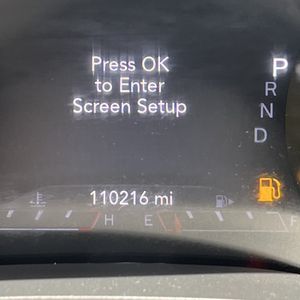 Press OK
to Enter
Screen Setup
P
R
N
D
110216 mi
H E F